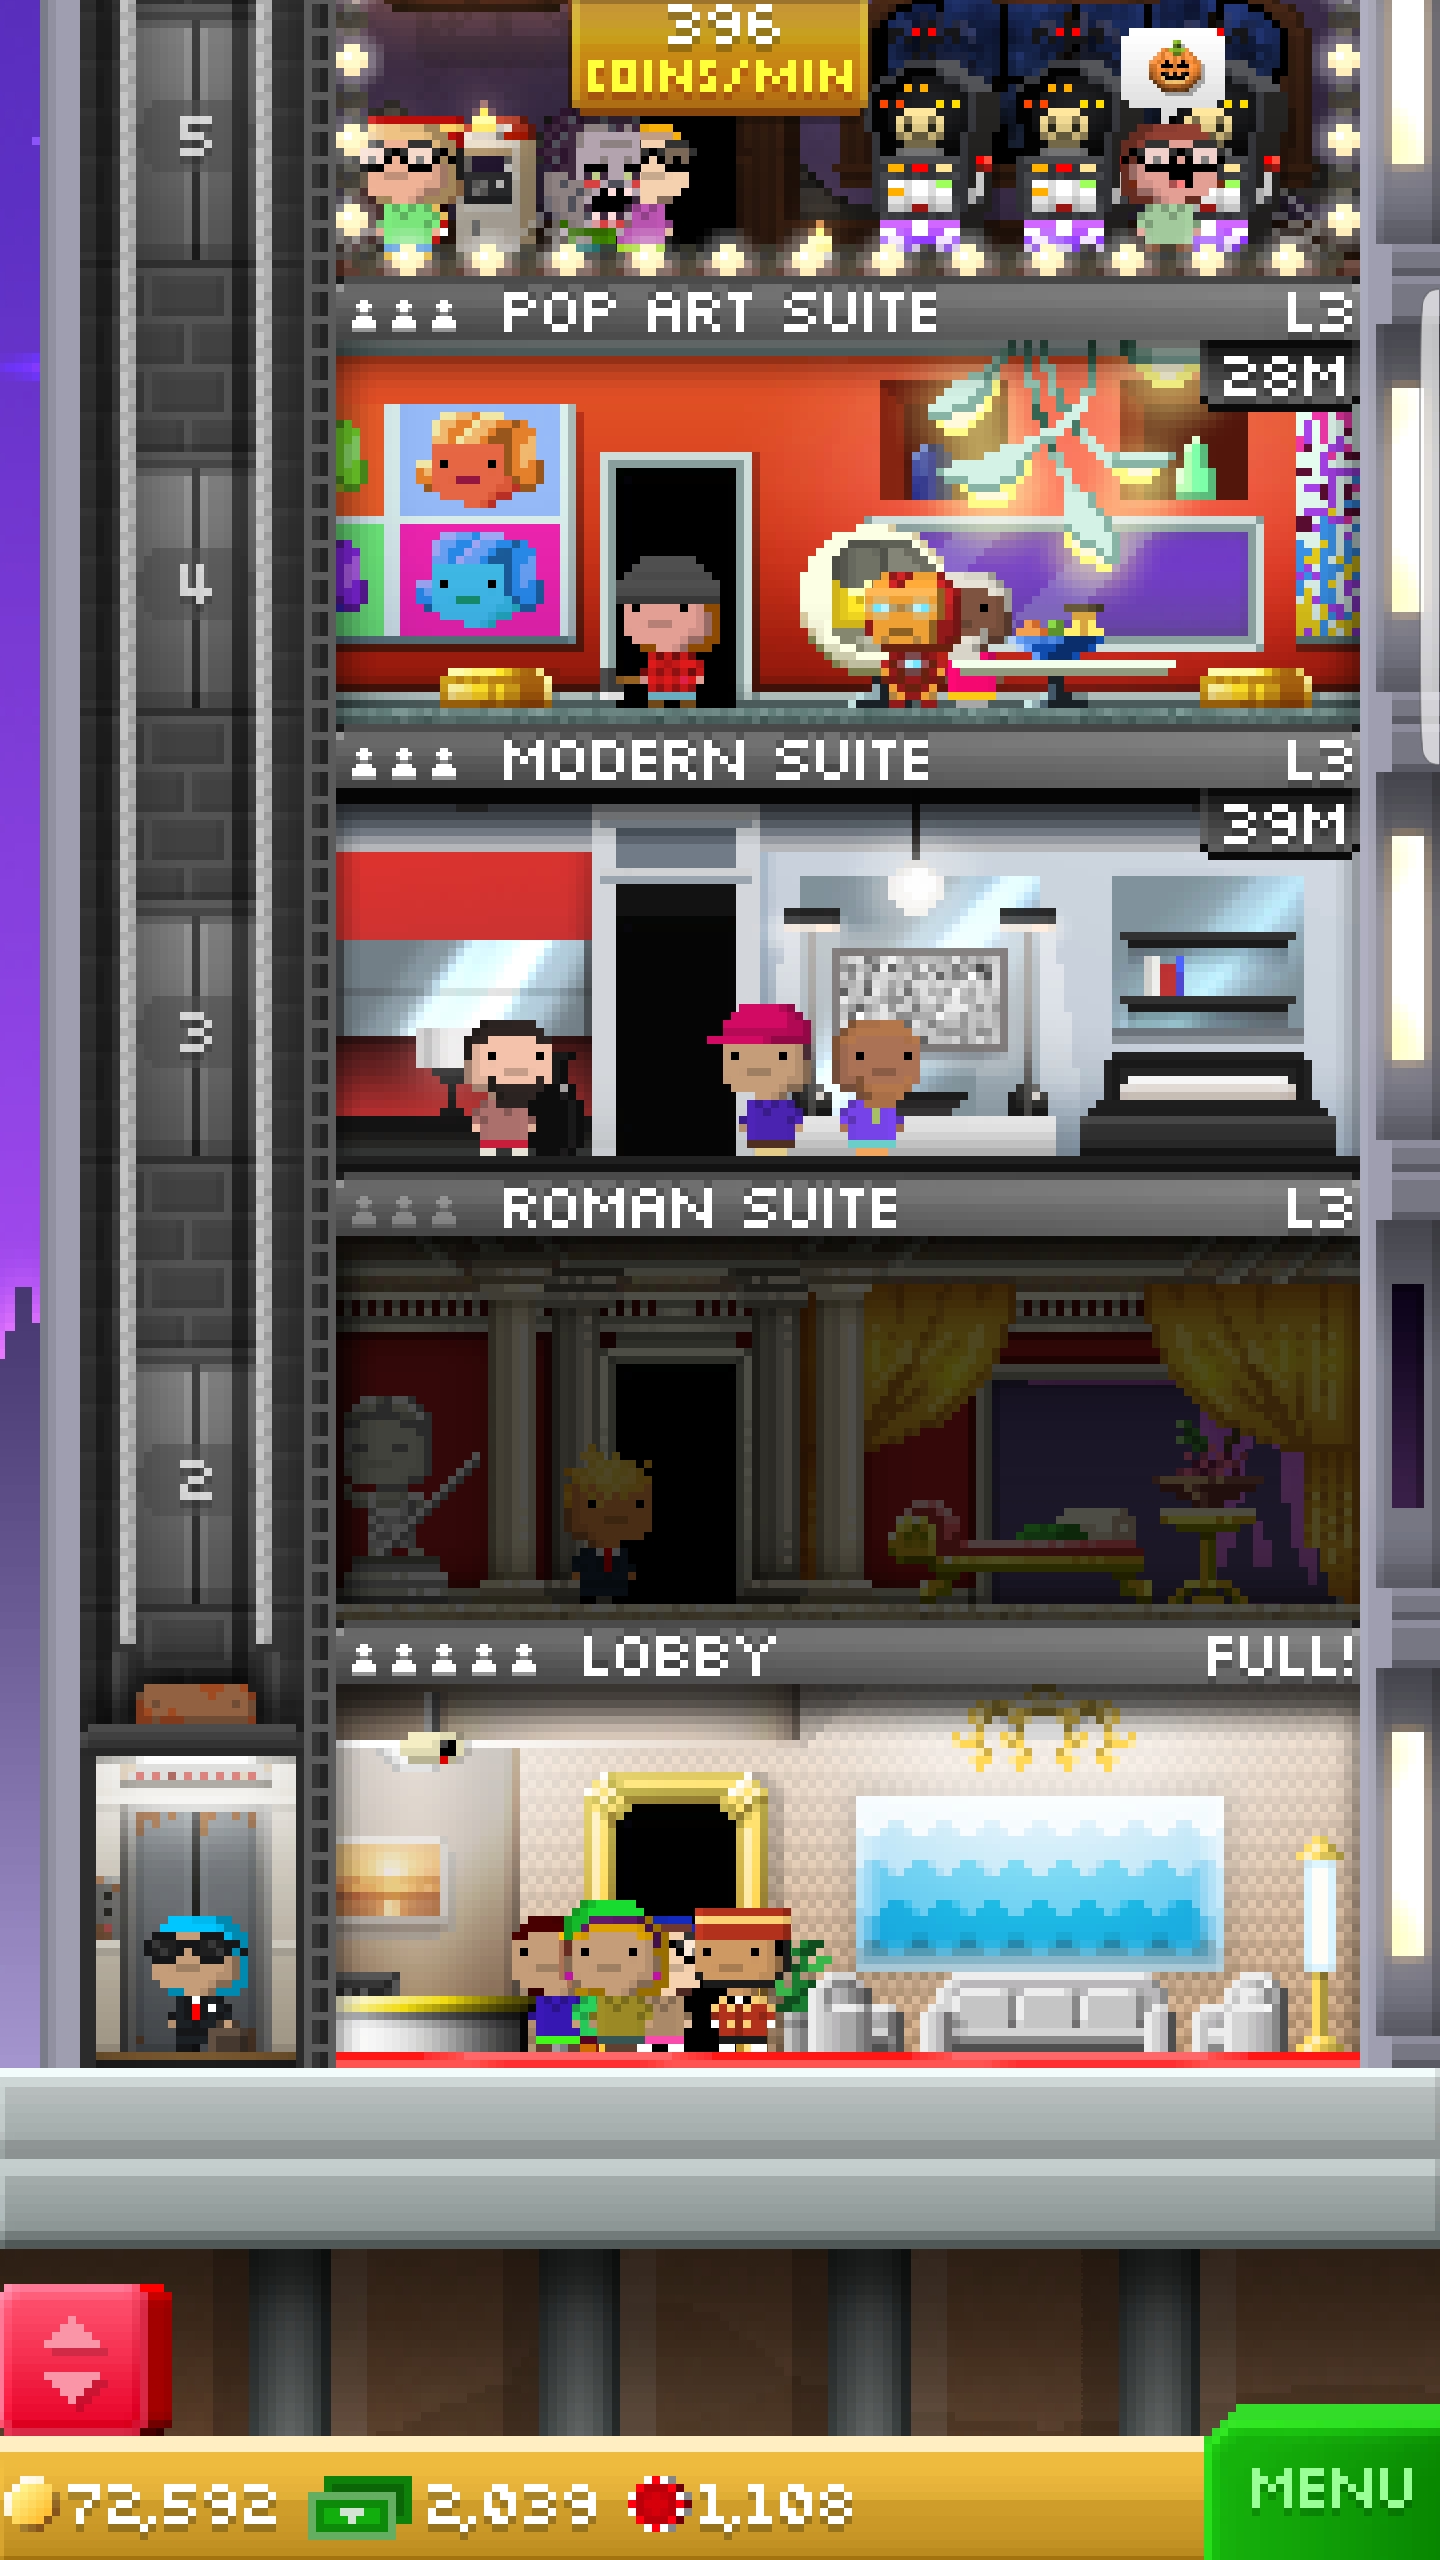 396
COINS/MIN
5
POP ART SUITE L3
28M
4
MODERN SUITE L3
39M
3
ROMAN SUITE L3
2
LOBBY FULL!
72,592 2,039 1,108
MENU